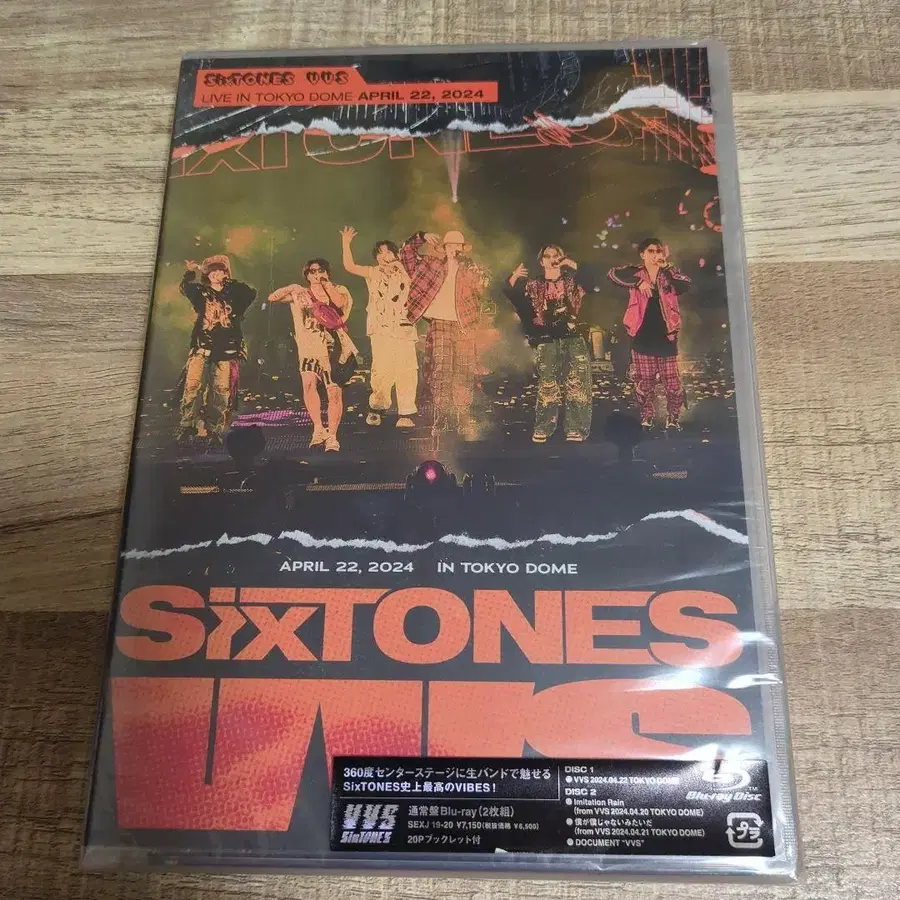 SixTONES VVS
LIVE IN TOKYO DOME APRIL 22, 2024
SixTONES
APRIL 22, 2024 IN TOKYO DOME
SixTONES
VVS
360度センターステージに生バンドで魅せる
SixTONES史上最高のVIBES!
VVS
SixTONES
通常盤Blu-ray(2枚組)
SEXJ 19-20 ¥7,150(税抜価格 ¥6,500)
20Pブックレット付
DISC 1
● VVS 2024.04.22 TOKYO DOME
DISC 2
● Imitation Rain
(from VVS 2024.04.20 TOKYO DOME)
● 僕が僕じゃないみたいだ
(from VVS 2024.04.21 TOKYO DOME)
● DOCUMENT "VVS"
Blu-ray Disc
TM
プラ